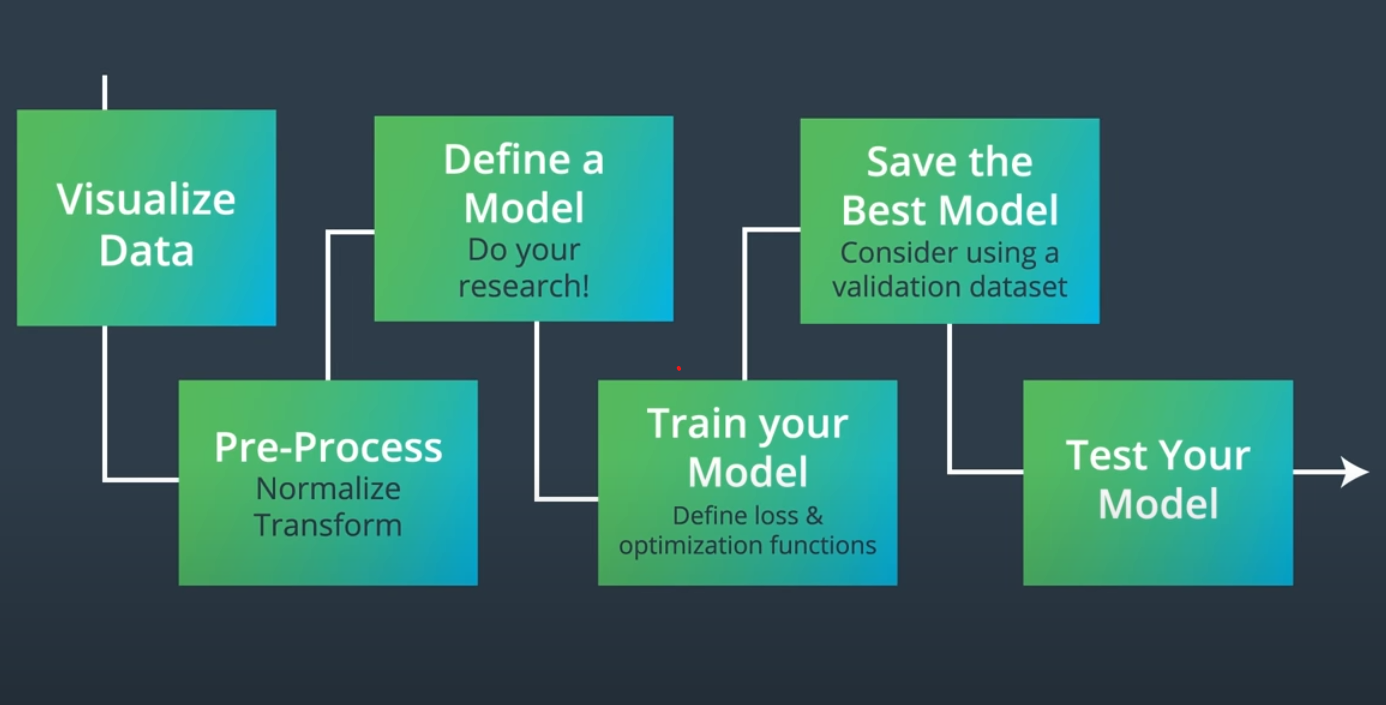 Visualize
Data
Pre-Process
Normalize
Transform
Define a
Model
Do your
research!
Train your
Model
Define loss &
optimization functions
Save the
Best Model
Consider using a
validation dataset
Test Your
Model